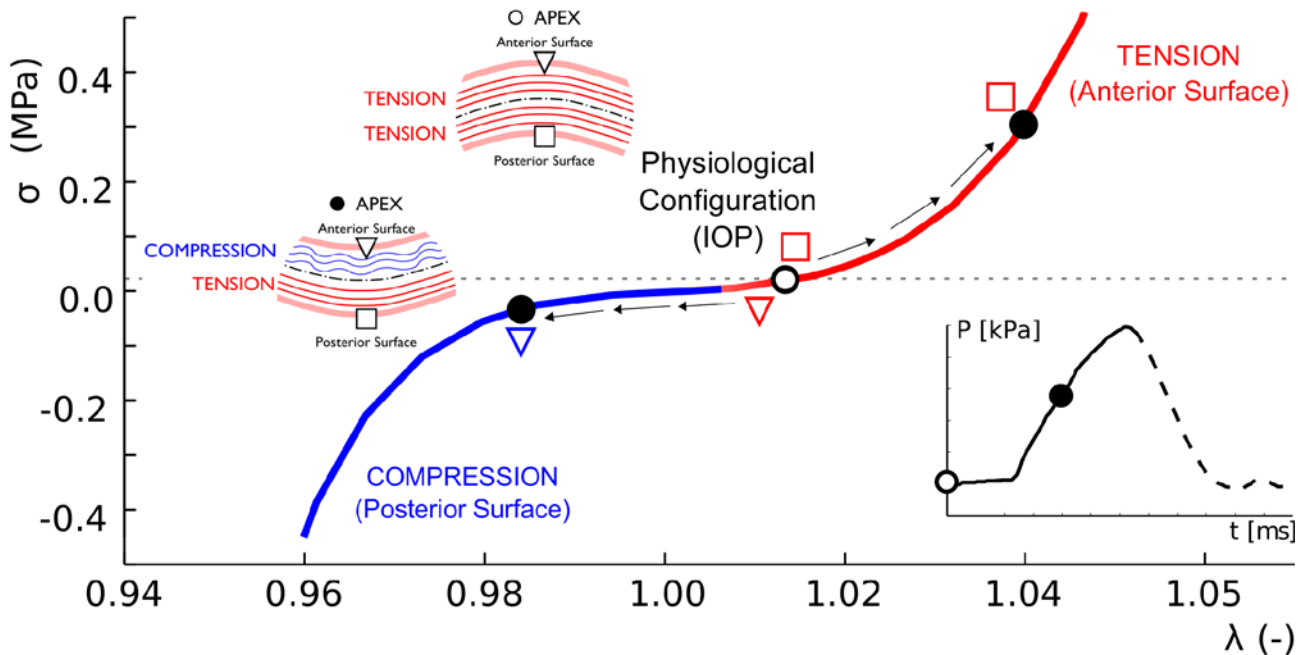 σ (MPa)
0.4
0.2
0.0
-0.2
-0.4
0.94
0.96
0.98
1.00
1.02
1.04
1.05
λ (-)
APEX
Anterior Surface
TENSION
TENSION
Posterior Surface
APEX
Anterior Surface
COMPRESSION
TENSION
Posterior Surface
Physiological
Configuration
(IOP)
TENSION
(Anterior Surface)
COMPRESSION
(Posterior Surface)
P [kPa]
t [ms]